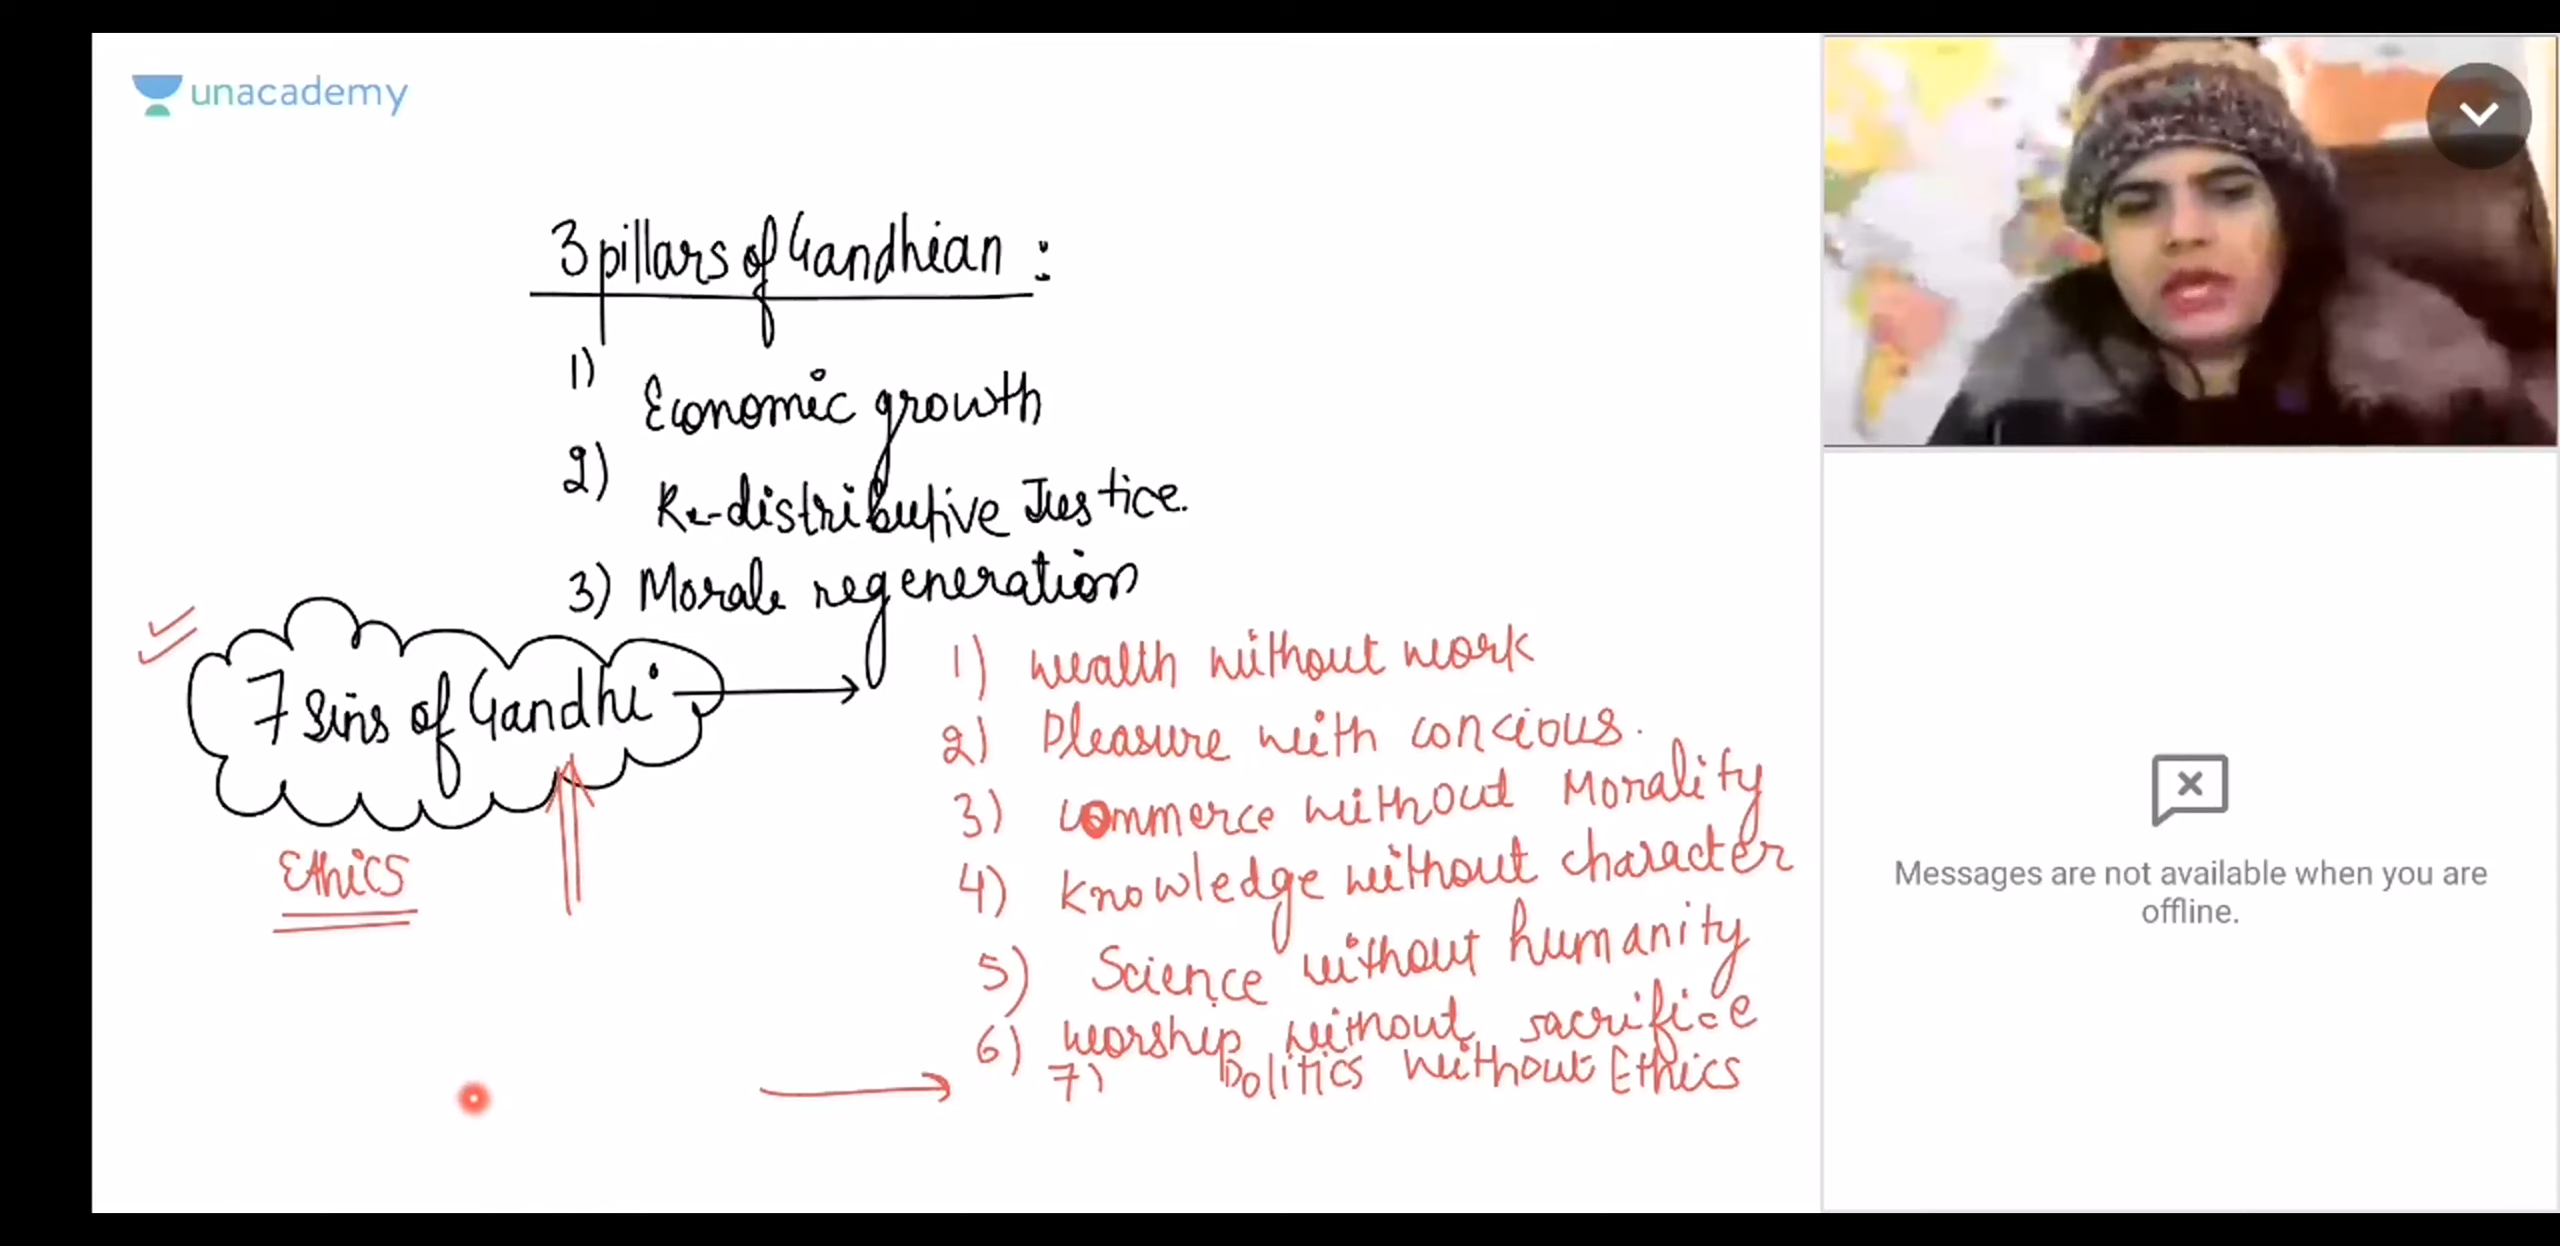 unacademy
3 pillars of Gandhian :
1) Economic growth
2) Re-distributive Justice.
3) Morale regeneration
7 Sins of Gandhi
Ethics
1) wealth without work
2) Pleasure with concious.
3) commerce without Morality
4) knowledge without character
5) Science without humanity
6) worship without sacrifice
7) Politics without Ethics
Messages are not available when you are
offline.